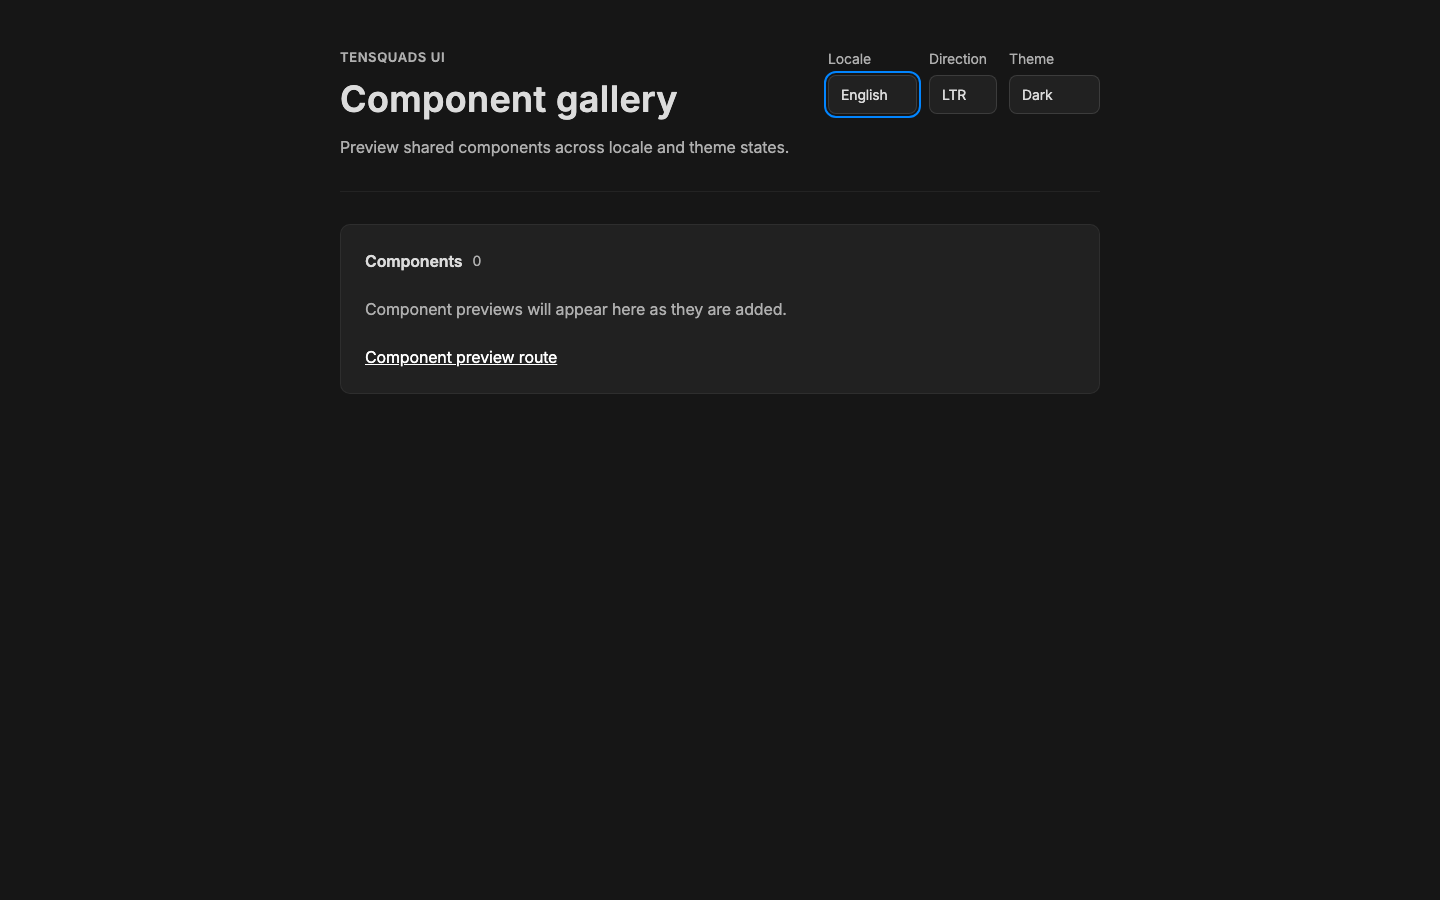 TENSQUADS UI
Component gallery
Preview shared components across locale and theme states.
Locale
English
Direction
LTR
Theme
Dark
Components 0
Component previews will appear here as they are added.
Component preview route